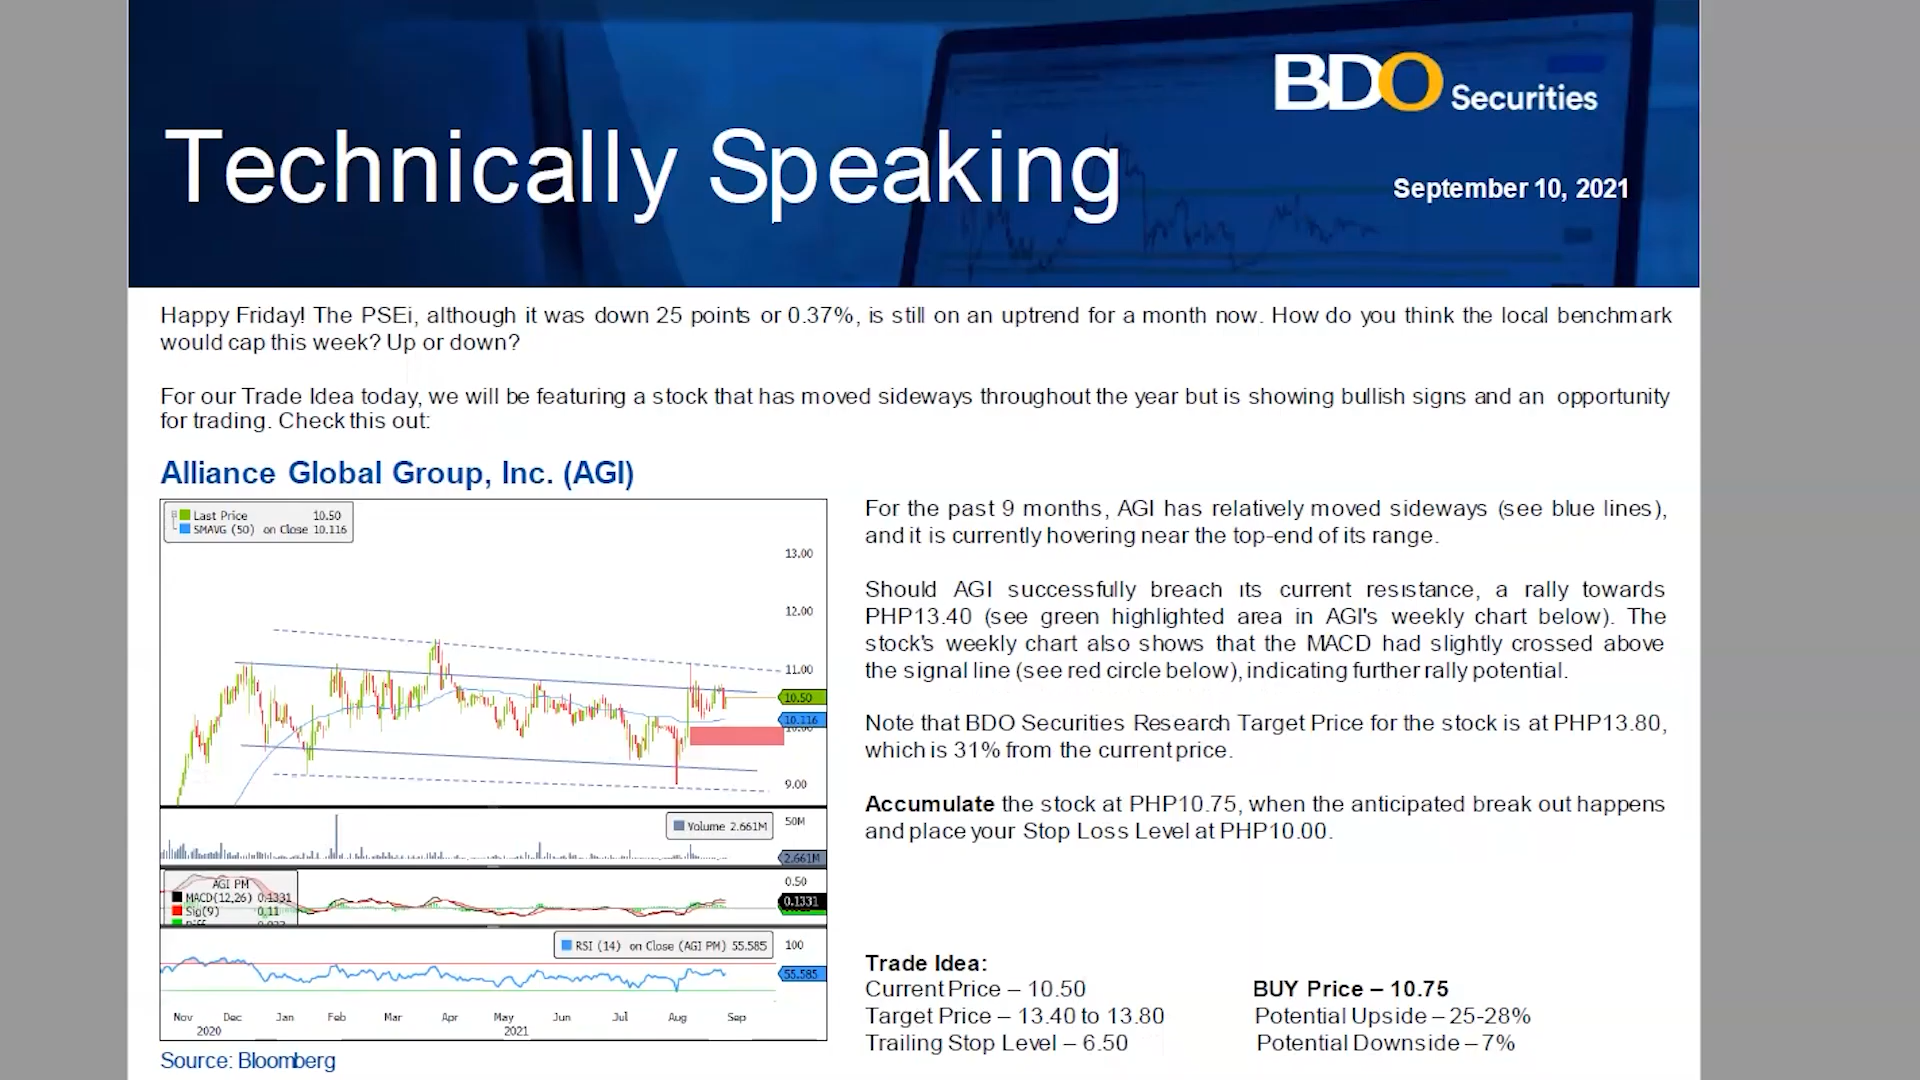 BDO Securities
Technically Speaking
September 10, 2021
Happy Friday! The PSEi, although it was down 25 points or 0.37%, is still on an uptrend for a month now. How do you think the local benchmark
would cap this week? Up or down?
For our Trade Idea today, we will be featuring a stock that has moved sideways throughout the year but is showing bullish signs and an opportunity
for trading. Check this out:
Alliance Global Group, Inc. (AGI)
Last Price 10.50
SMAVG (50) on Close 10.116
13.00
12.00
11.00
10.50
10.116
10.00
9.00
Volume 2.661M
50M
2.661M
AGI PM
MACD(12,26) 0.1331
Sig(9) 0.11
0.50
0.1331
RSI (14) on Close (AGI PM) 55.585
100
55.585
Nov Dec Jan Feb Mar Apr May Jun Jul Aug Sep
2020 2021
Source: Bloomberg
For the past 9 months, AGI has relatively moved sideways (see blue lines),
and it is currently hovering near the top-end of its range.
Should AGI successfully breach its current resistance, a rally towards
PHP13.40 (see green highlighted area in AGI's weekly chart below). The
stock's weekly chart also shows that the MACD had slightly crossed above
the signal line (see red circle below), indicating further rally potential.
Note that BDO Securities Research Target Price for the stock is at PHP13.80,
which is 31% from the current price.
Accumulate the stock at PHP10.75, when the anticipated break out happens
and place your Stop Loss Level at PHP10.00.
Trade Idea:
Current Price – 10.50 BUY Price – 10.75
Target Price – 13.40 to 13.80 Potential Upside – 25-28%
Trailing Stop Level – 6.50 Potential Downside – 7%